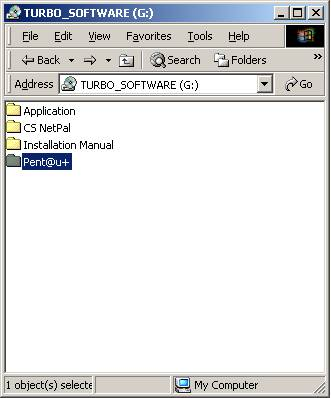 TURBO_SOFTWARE (G:)
File Edit View Favorites Tools Help
Back Search Folders
Address TURBO_SOFTWARE (G:) Go
Application
CS NetPal
Installation Manual
Pent@u+
1 object(s) selecte My Computer